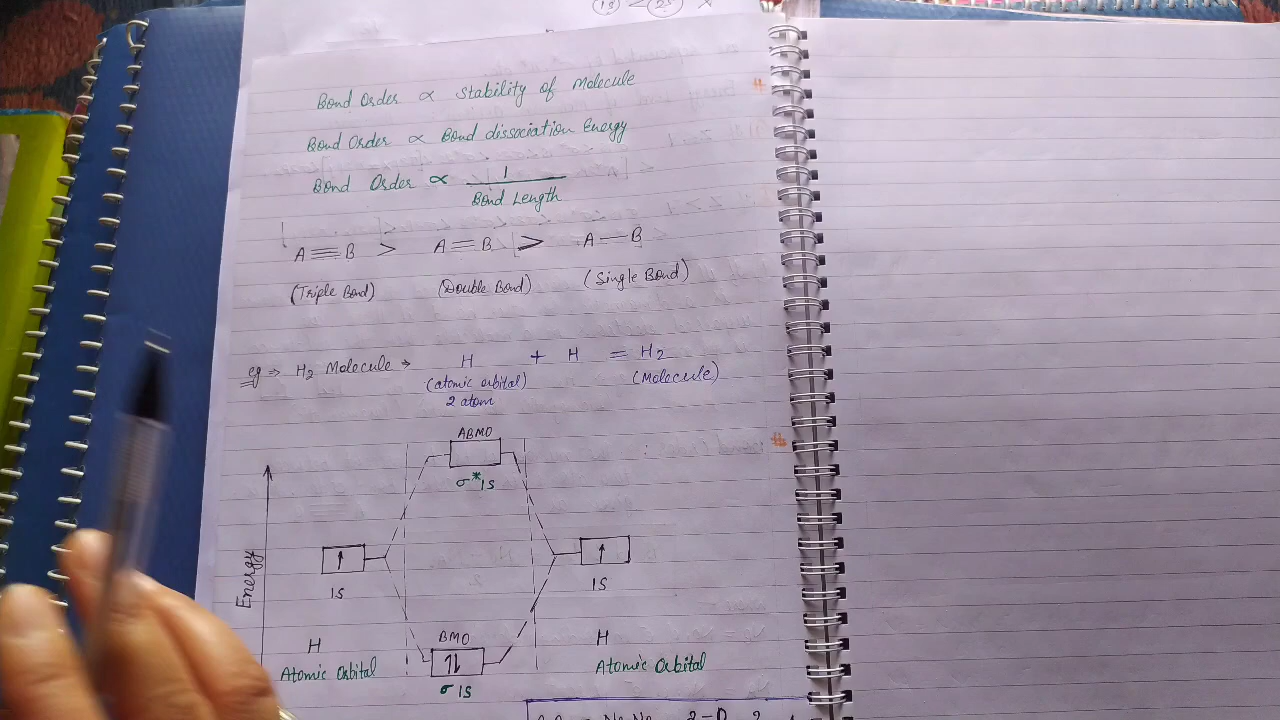 1s < 2s
Bond Order ∝ Stability of Molecule
#
Bond Order ∝ Bond dissociation Energy
Bond Order ∝ 1
Bond Length
A≡B > A=B > A—B
(Triple Bond) (Double Bond) (Single Bond)
eg ⇒ H2 Molecule → H + H = H2
(atomic orbital) (Molecule)
2 atom
ABMO
#
σ*1s
Energy
↑ ↑
1s 1s
H BMO H
Atomic Orbital ↑↓ Atomic Orbital
σ1s